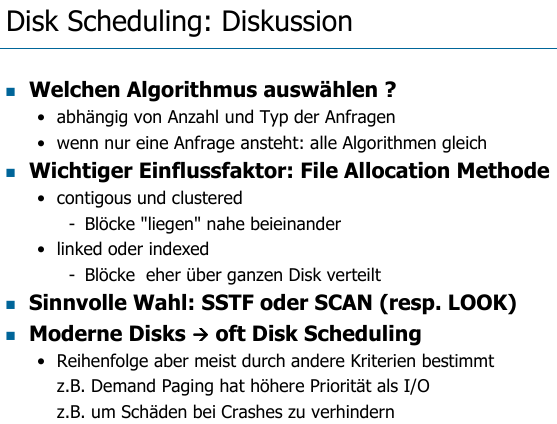 Disk Scheduling: Diskussion
▪ Welchen Algorithmus auswählen ?
• abhängig von Anzahl und Typ der Anfragen
• wenn nur eine Anfrage ansteht: alle Algorithmen gleich
▪ Wichtiger Einflussfaktor: File Allocation Methode
• contigous und clustered
- Blöcke "liegen" nahe beieinander
• linked oder indexed
- Blöcke eher über ganzen Disk verteilt
▪ Sinnvolle Wahl: SSTF oder SCAN (resp. LOOK)
▪ Moderne Disks → oft Disk Scheduling
• Reihenfolge aber meist durch andere Kriterien bestimmt
z.B. Demand Paging hat höhere Priorität als I/O
z.B. um Schäden bei Crashes zu verhindern